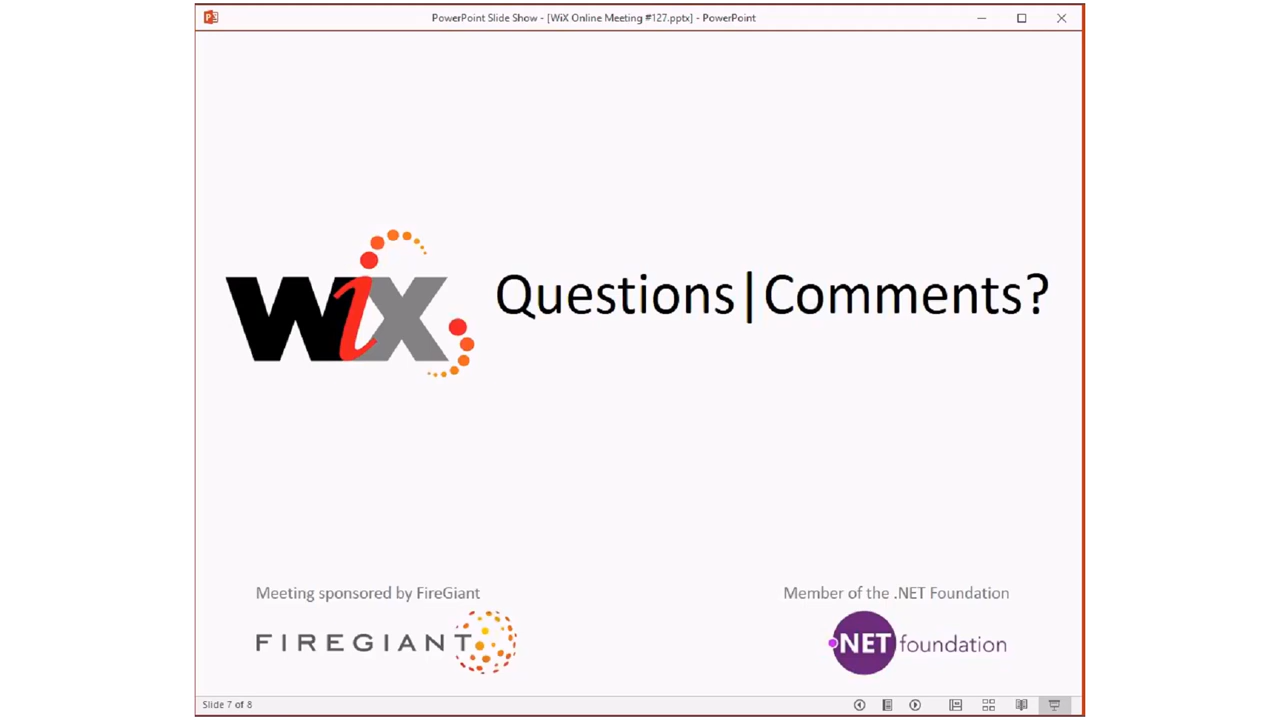 PowerPoint Slide Show - [WiX Online Meeting #127.pptx] - PowerPoint
WiX
Questions|Comments?
Meeting sponsored by FireGiant
Member of the .NET Foundation
FIREGIANT
.NET foundation
Slide 7 of 8